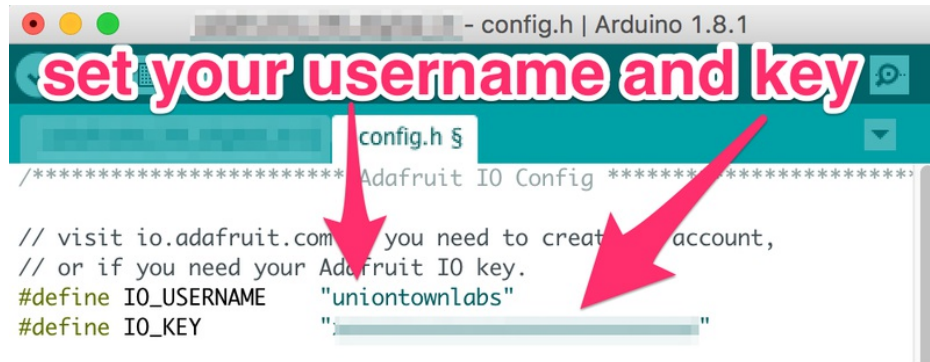 - config.h | Arduino 1.8.1
set your username and key
config.h §
/************************ Adafruit IO Config ************************
// visit io.adafruit.com you need to create account,
// or if you need your Adafruit IO key.
#define IO_USERNAME "uniontownlabs"
#define IO_KEY " "